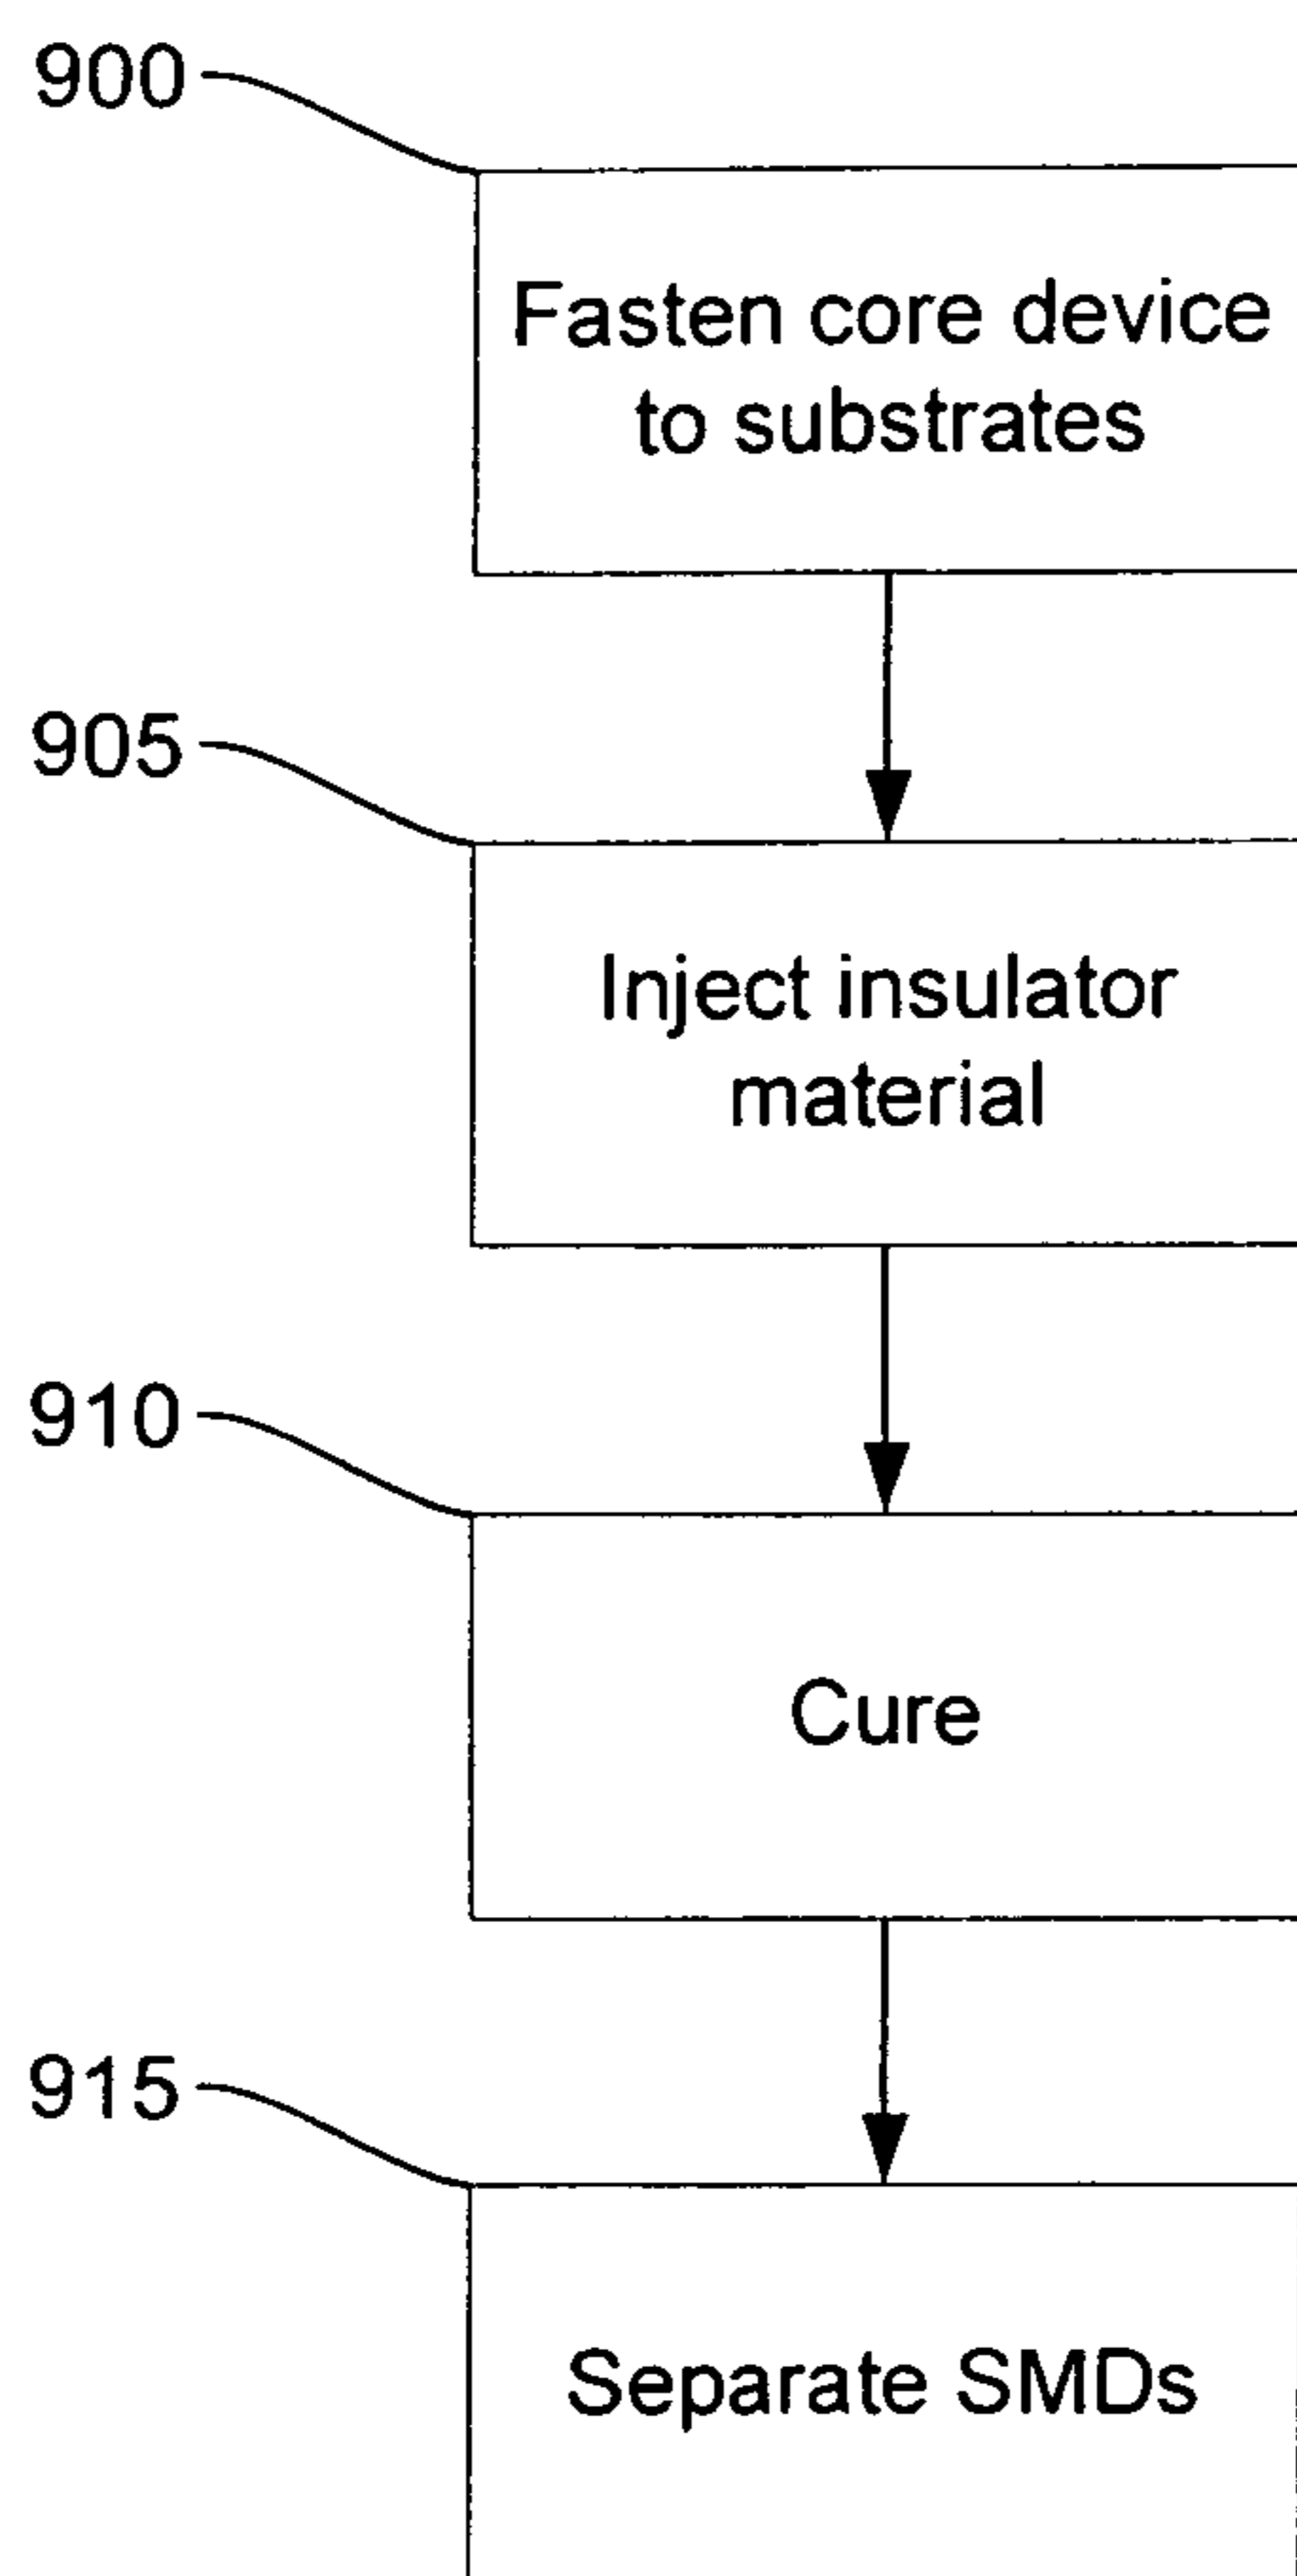 900
Fasten core device
to substrates
905
Inject insulator
material
910
Cure
915
Separate SMDs